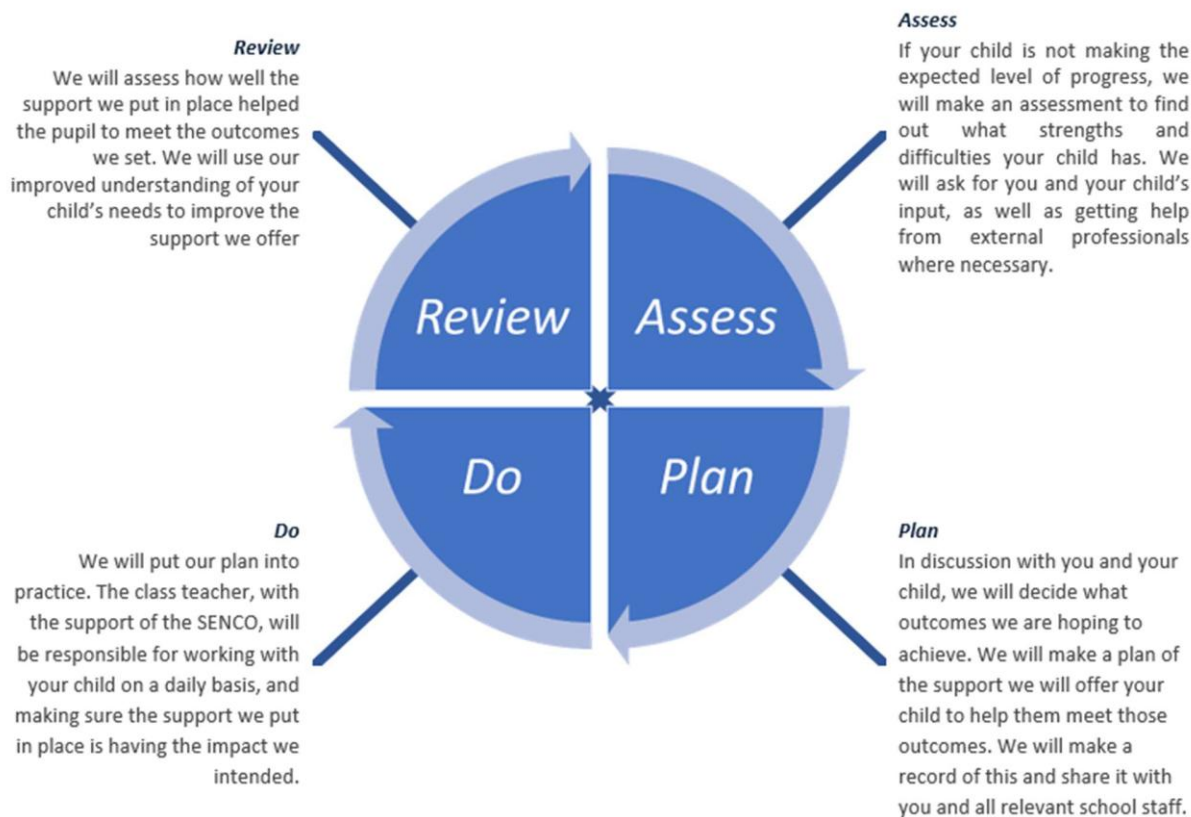 Review
We will assess how well the
support we put in place helped
the pupil to meet the outcomes
we set. We will use our
improved understanding of your
child's needs to improve the
support we offer
Assess
If your child is not making the
expected level of progress, we
will make an assessment to find
out what strengths and
difficulties your child has. We
will ask for you and your child's
input, as well as getting help
from external professionals
where necessary.
Review
Assess
Do
Plan
Do
We will put our plan into
practice. The class teacher, with
the support of the SENCO, will
be responsible for working with
your child on a daily basis, and
making sure the support we put
in place is having the impact we
intended.
Plan
In discussion with you and your
child, we will decide what
outcomes we are hoping to
achieve. We will make a plan of
the support we will offer your
child to help them meet those
outcomes. We will make a
record of this and share it with
you and all relevant school staff.